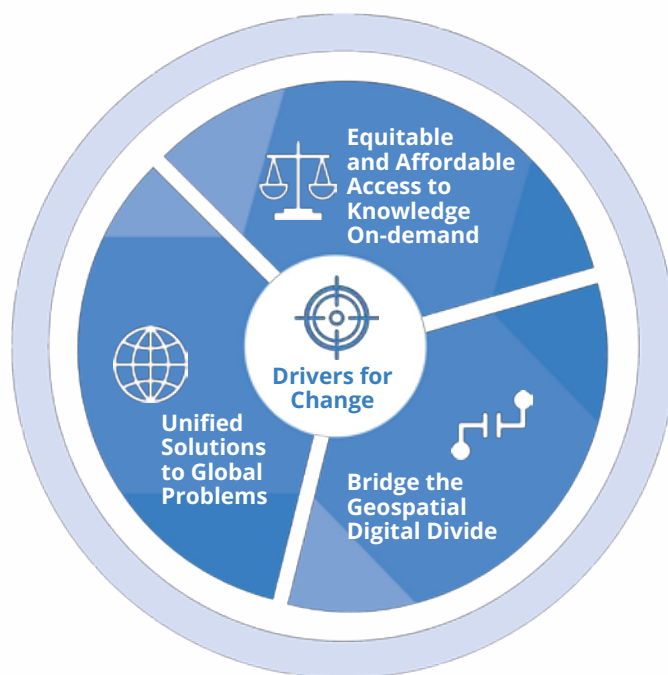 Equitable
and Affordable
Access to
Knowledge
On-demand
Drivers for
Change
Unified
Solutions
to Global
Problems
Bridge the
Geospatial
Digital Divide